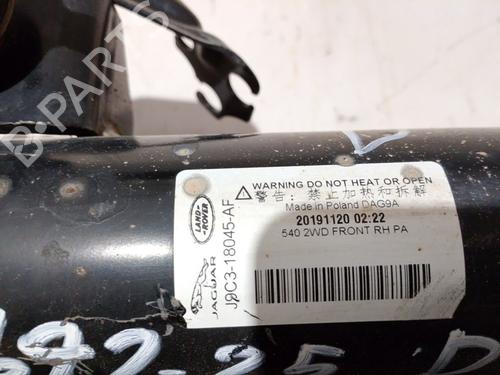 B-PARTS
WARNING DO NOT HEAT OR OPEN
警告：禁止加热和拆解
Made in Poland DAG9A
20191120 02:22
540 2WD FRONT RH PA
LAND-
ROVER
JAGUAR
J9C3-18045-AF